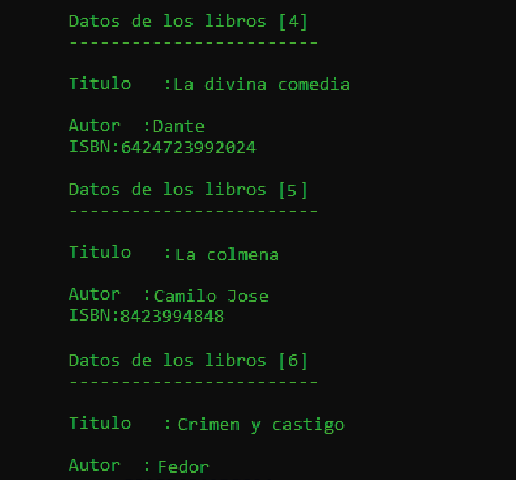 Datos de los libros [4]
------------------------
Titulo   :La divina comedia
Autor  :Dante
ISBN:6424723992024
Datos de los libros [5]
------------------------
Titulo   :La colmena
Autor  :Camilo Jose
ISBN:8423994848
Datos de los libros [6]
------------------------
Titulo   :Crimen y castigo
Autor  :Fedor